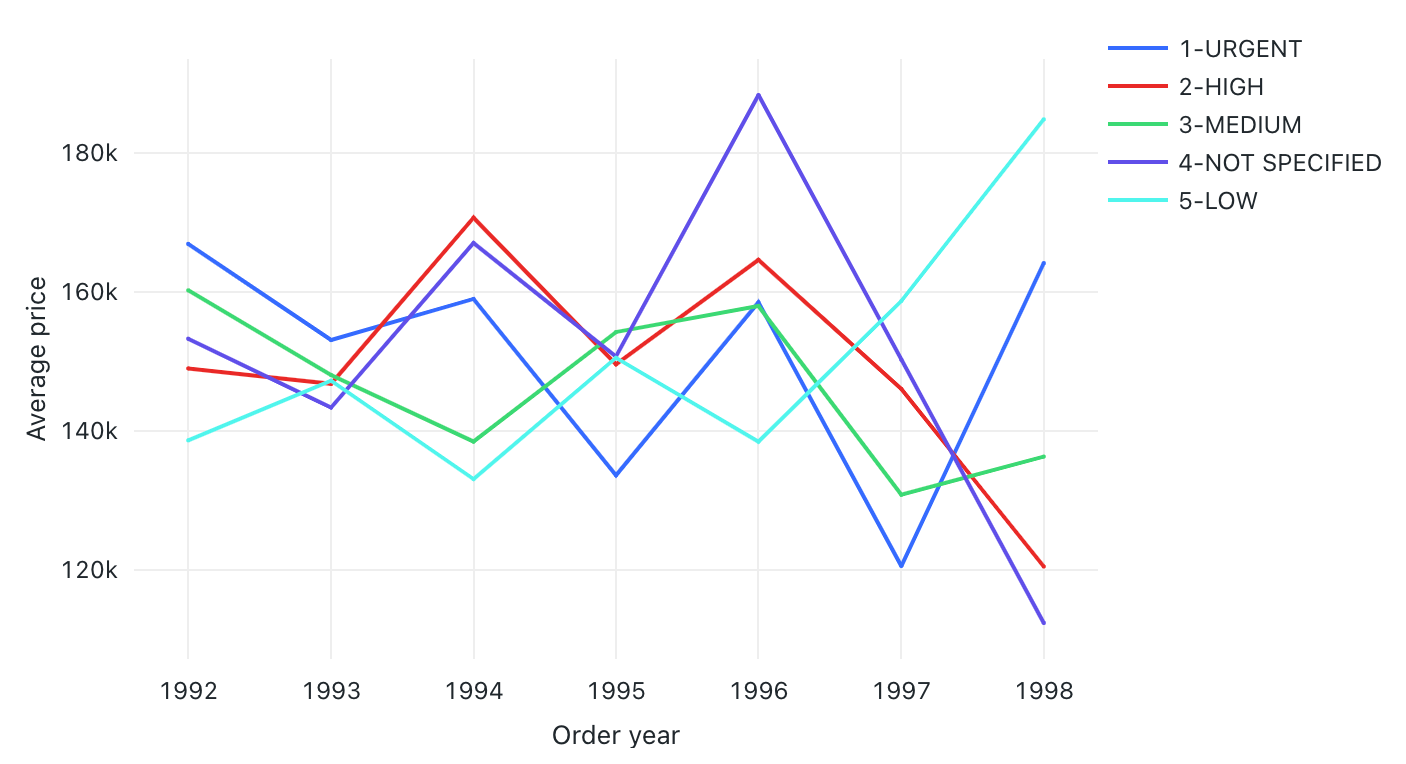 1-URGENT
2-HIGH
3-MEDIUM
4-NOT SPECIFIED
5-LOW
Average price
180k
160k
140k
120k
1992 1993 1994 1995 1996 1997 1998
Order year